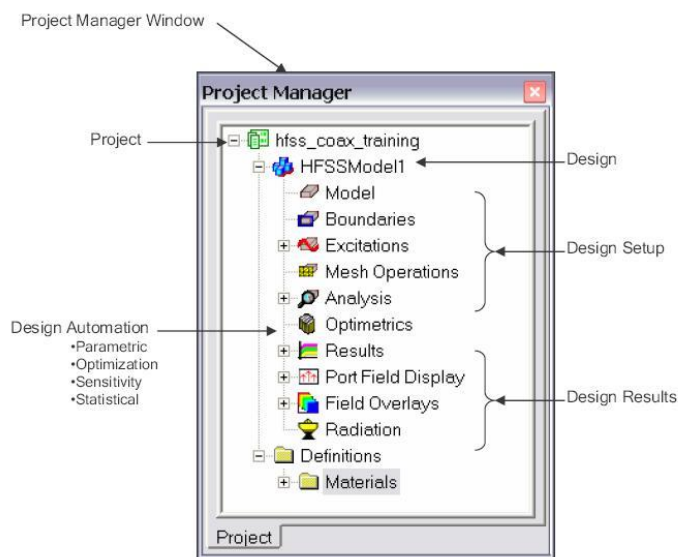 Project Manager Window
Project Manager
Project
hfss_coax_training
HFSSModel1
Design
Model
Boundaries
Excitations
Mesh Operations
Analysis
Design Setup
Optimetrics
Design Automation
•Parametric
•Optimization
•Sensitivity
•Statistical
Results
Port Field Display
Field Overlays
Radiation
Design Results
Definitions
Materials
Project